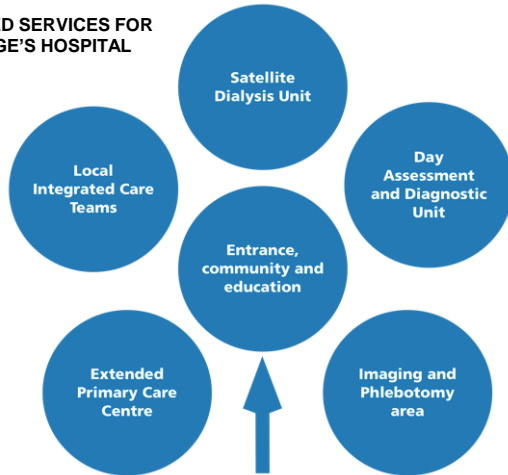 SERVICES FOR
HOSPITAL
Satellite
Dialysis Unit
Local
Integrated Care
Teams
Day
Assessment
and Diagnostic
Unit
Entrance,
community and
education
Extended
Primary Care
Centre
Imaging and
Phlebotomy
area